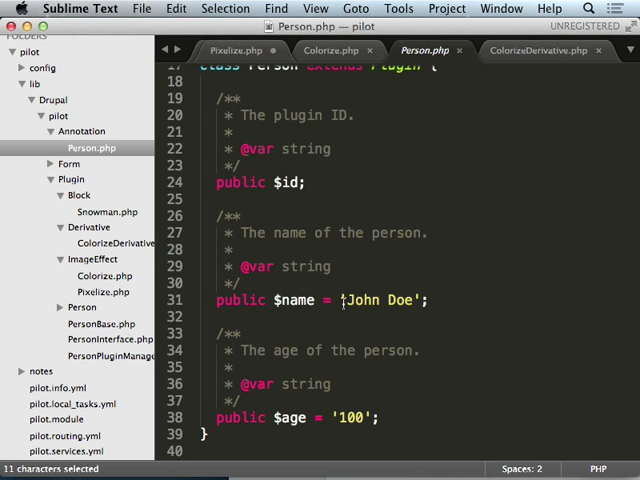 Sublime Text File Edit Selection Find View Goto Tools Project Window Help
Person.php — pilot UNREGISTERED
FOLDERS
Pixelize.php Colorize.php Person.php ColorizeDerivative.php
pilot
config
lib
Drupal
pilot
Annotation
Person.php
Form
Plugin
Block
Snowman.php
Derivative
ColorizeDerivative
ImageEffect
Colorize.php
Pixelize.php
Person
PersonBase.php
PersonInterface.php
PersonPluginManage
notes
pilot.info.yml
pilot.local_tasks.yml
pilot.module
pilot.routing.yml
pilot.services.yml
17 class Person extends Plugin {
18
19 /**
20 * The plugin ID.
21 *
22 * @var string
23 */
24 public $id;
25
26 /**
27 * The name of the person.
28 *
29 * @var string
30 */
31 public $name = 'John Doe';
32
33 /**
34 * The age of the person.
35 *
36 * @var string
37 */
38 public $age = '100';
39 }
40
11 characters selected Spaces: 2 PHP